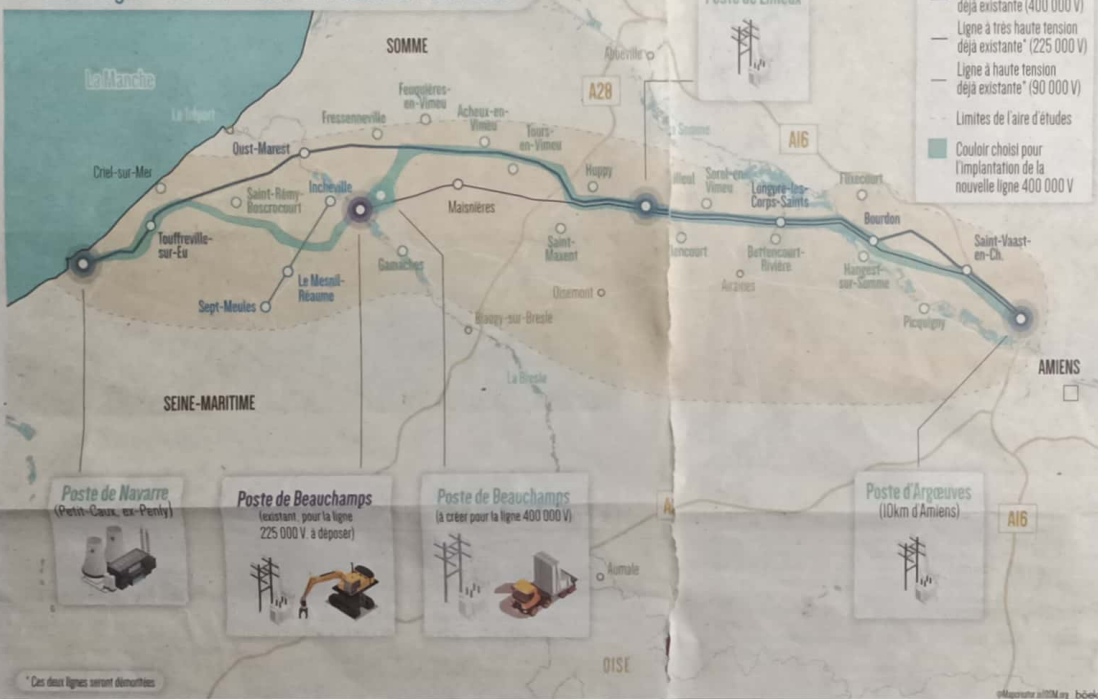 déjà existante (400 000 V)
Ligne à très haute tension
déjà existante* (225 000 V)
Ligne à haute tension
déjà existante* (90 000 V)
Limites de l'aire d'études
Couloir choisi pour
l'implantation de la
nouvelle ligne 400 000 V
SOMME
La Manche
Abbeville
A28
Le Tréport
Fressenneville
Feuquières-
en-Vimeu
Acheux-en-
Vimeu
Tours-
en-Vimeu
La Somme
A16
Oust-Marest
Criel-sur-Mer
Saint-Rémy-
Boscrocourt
Incheville
Maisnières
Huppy
Sorel-en-
Vimeu
Longpré-les-
Corps-Saints
Flixecourt
Bourdon
Touffreville-
sur-Eu
Saint-
Maxent
Bettencourt-
Rivière
Hangest-
sur-Somme
Saint-Vaast-
en-Ch.
Gamaches
Le Mesnil-
Réaume
Sept-Meules
Oisemont
Airaines
Picquigny
Blangy-sur-Bresle
La Bresle
AMIENS
SEINE-MARITIME
Poste de Navarre
(Petit-Caux, ex-Penly)
Poste de Beauchamps
(existant, pour la ligne
225 000 V. à déposer)
Poste de Beauchamps
(à créer pour la ligne 400 000 V)
Poste d'Argœuves
(10km d'Amiens)
A16
Aumale
OISE
* Ces deux lignes seront démontées